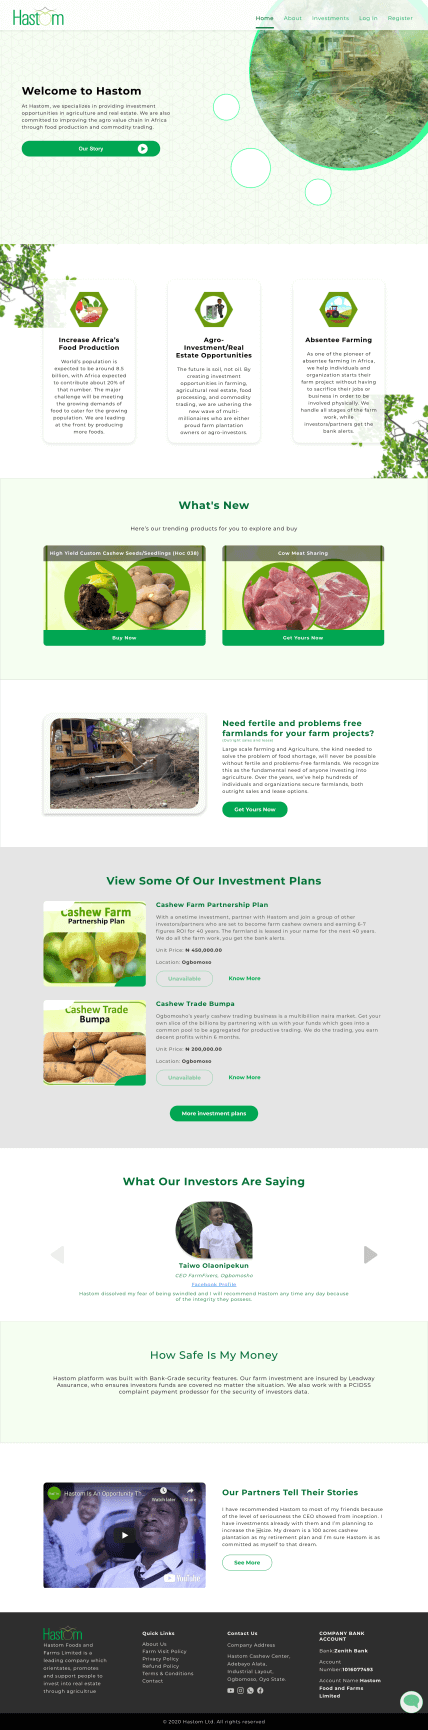 Hastom
Home About Investments Log In Register
Welcome to Hastom
At Hastom, we specializes in providing investment
opportunities in agriculture and real estate. We are also
committed to improving the agro value chain in Africa
through food production and commodity trading.
Our Story
Increase Africa's
Food Production
World's population is
expected to be around 8.5
billion, with Africa expected
to contribute about 20% of
that number. The major
challenge will be meeting
the growing demands of
food to cater for the growing
population. We are leading
at the front by producing
more foods.
Agro-
Investment/Real
Estate Opportunities
The future is soil, not oil. By
creating investment
opportunities in farming,
agricultural real estate, food
processing, and commodity
trading, we are ushering the
new wave of multi-
millionaires who are either
proud farm plantation
owners or agro-investors.
Absentee Farming
As one of the pioneer of
absentee farming in Africa,
we help individuals and
organization starts their
farm project without having
to sacrifice their jobs or
business in order to be
involved physically. We
handle all stages of the farm
work, while
investors/partners get the
bank alerts.
What's New
Here's our trending products for you to explore and buy
High Yield Custom Cashew Seeds/Seedlings (Hoc 938)
Buy Now
Cow Meat Sharing
Get Yours Now
Need fertile and problems free
farmlands for your farm projects?
(Outright sales and lease)
Large scale farming and Agriculture, the kind needed to
solve the problem of food shortage, will never be possible
without fertile and problems-free farmlands. We recognize
this as the fundamental need of anyone investing into
agriculture. Over the years, we've help hundreds of
individuals and organizations secure farmlands, both
outright sales and lease options.
Get Yours Now
View Some Of Our Investment Plans
Cashew Farm
Partnership Plan
Cashew Farm Partnership Plan
With a onetime investment, partner with Hastom and join a group of other
investors/partners who are set to become farm cashew owners and earning 6-7
figures ROI for 40 years. The farmland is leased in your name for the next 40 years.
We do all the farm work, you get the bank alerts
Unit Price: ₦ 450,000.00
Location: Ogbomoso
Unavailable Know More
Cashew Trade
Bumpa
Cashew Trade Bumpa
Ogbomosho's yearly cashew trading business is a multibillion naira market. Get your
own slice of the billions by partnering with us with your funds which goes into a
common pool to be aggregated for productive trading. We do the trading, you earn
decent profits within 6 months.
Unit Price: ₦ 200,000.00
Location: Ogbomoso
Unavailable Know More
More investment plans
What Our Investors Are Saying
Taiwo Olaonipekun
CEO FarmFixers, Ogbomosho
Facebook Profile
Hastom dissolved my fear of being swindled and I will recommend Hastom any time any day because
of the integrity they possess.
How Safe Is My Money
Hastom platform was built with Bank-Grade security features. Our farm investment are insured by Leadway
Assurance, who ensures investors funds are covered no matter the situation. We also work with a PCIDSS
complaint payment prodessor for the security of investors data.
Hastom Is An Opportunity Th...
Watch later Share
YouTube
Our Partners Tell Their Stories
I have recommended Hastom to most of my friends because
of the level of seriousness the CEO showed from inception. I
have investments already with them and I'm planning to
increase the size. My dream is a 100 acres cashew
plantation as my retirement plan and I'm sure Hastom is as
committed as myself to that dream.
See More
Hastom
Hastom Foods and
Farms Limited is a
leading company which
orientates, promotes
and support people to
invest into real estate
through agriculture
Quick Links
About Us
Farm Visit Policy
Privacy Policy
Refund Policy
Terms & Conditions
Contact
Contact Us
Company Address
Hastom Cashew Center,
Adebayo Alata,
Industrial Layout,
Ogbomoso, Oyo State.
COMPANY BANK
ACCOUNT
Bank: Zenith Bank
Account
Number: 1016077493
Account Name: Hastom
Food and Farms
Limited
© 2020 Hastom Ltd. All rights reserved